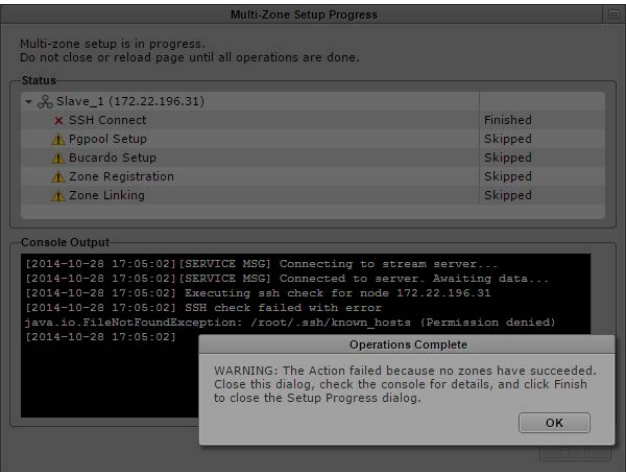 Multi-Zone Setup Progress
Multi-zone setup is in progress.
Do not close or reload page until all operations are done.
Status
Slave_1 (172.22.196.31)
SSH Connect Finished
Pgpool Setup Skipped
Bucardo Setup Skipped
Zone Registration Skipped
Zone Linking Skipped
Console Output
[2014-10-28 17:05:02][SERVICE MSG] Connecting to stream server...
[2014-10-28 17:05:02][SERVICE MSG] Connected to server. Awaiting data...
[2014-10-28 17:05:02] Executing ssh check for node 172.22.196.31
[2014-10-28 17:05:02] SSH check failed with error
java.io.FileNotFoundException: /root/.ssh/known_hosts (Permission denied)
[2014-10-28 17:05:02]
Operations Complete
WARNING: The Action failed because no zones have succeeded.
Close this dialog, check the console for details, and click Finish
to close the Setup Progress dialog.
OK